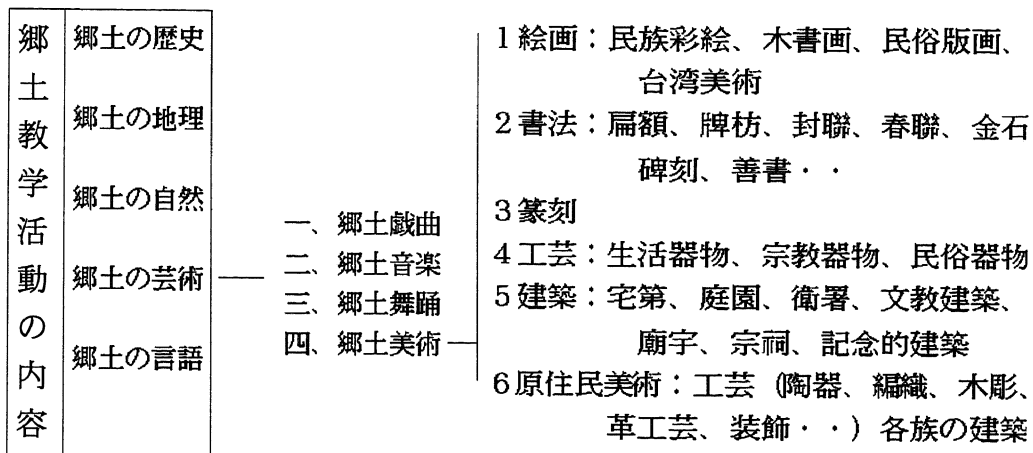 郷土教学活動の内容
郷土の歴史
郷土の地理
郷土の自然
郷土の芸術
郷土の言語
一、郷土戯曲
二、郷土音楽
三、郷土舞踊
四、郷土美術
1絵画：民族彩絵、木書画、民俗版画、
台湾美術
2書法：扁額、牌枋、封聯、春聯、金石
碑刻、善書・・
3篆刻
4工芸：生活器物、宗教器物、民俗器物
5建築：宅第、庭園、衛署、文教建築、
廟宇、宗祠、記念的建築
6原住民美術：工芸（陶器、編織、木彫、
革工芸、装飾・・）各族の建築